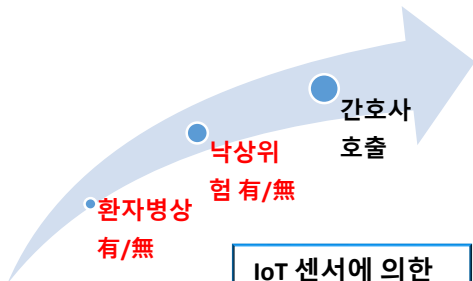 간호사
호출
낙상위
험 有/無
환자병상
有/無
IoT 센서에 의한